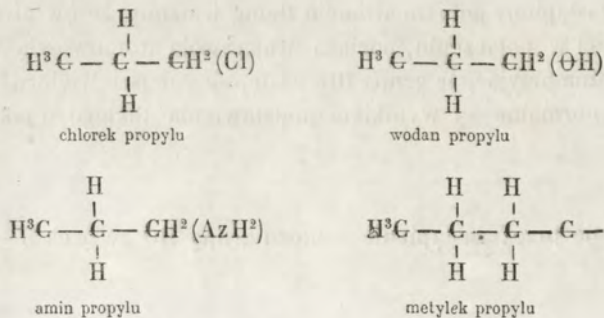 H H
H³C — C — CH² (Cl) H³C — C — CH² (OH)
H H
chlorek propylu wodan propylu
H H H
H³C — C — CH² (AzH²) H³C — C — C — C —
H H H
amin propylu metylek propylu